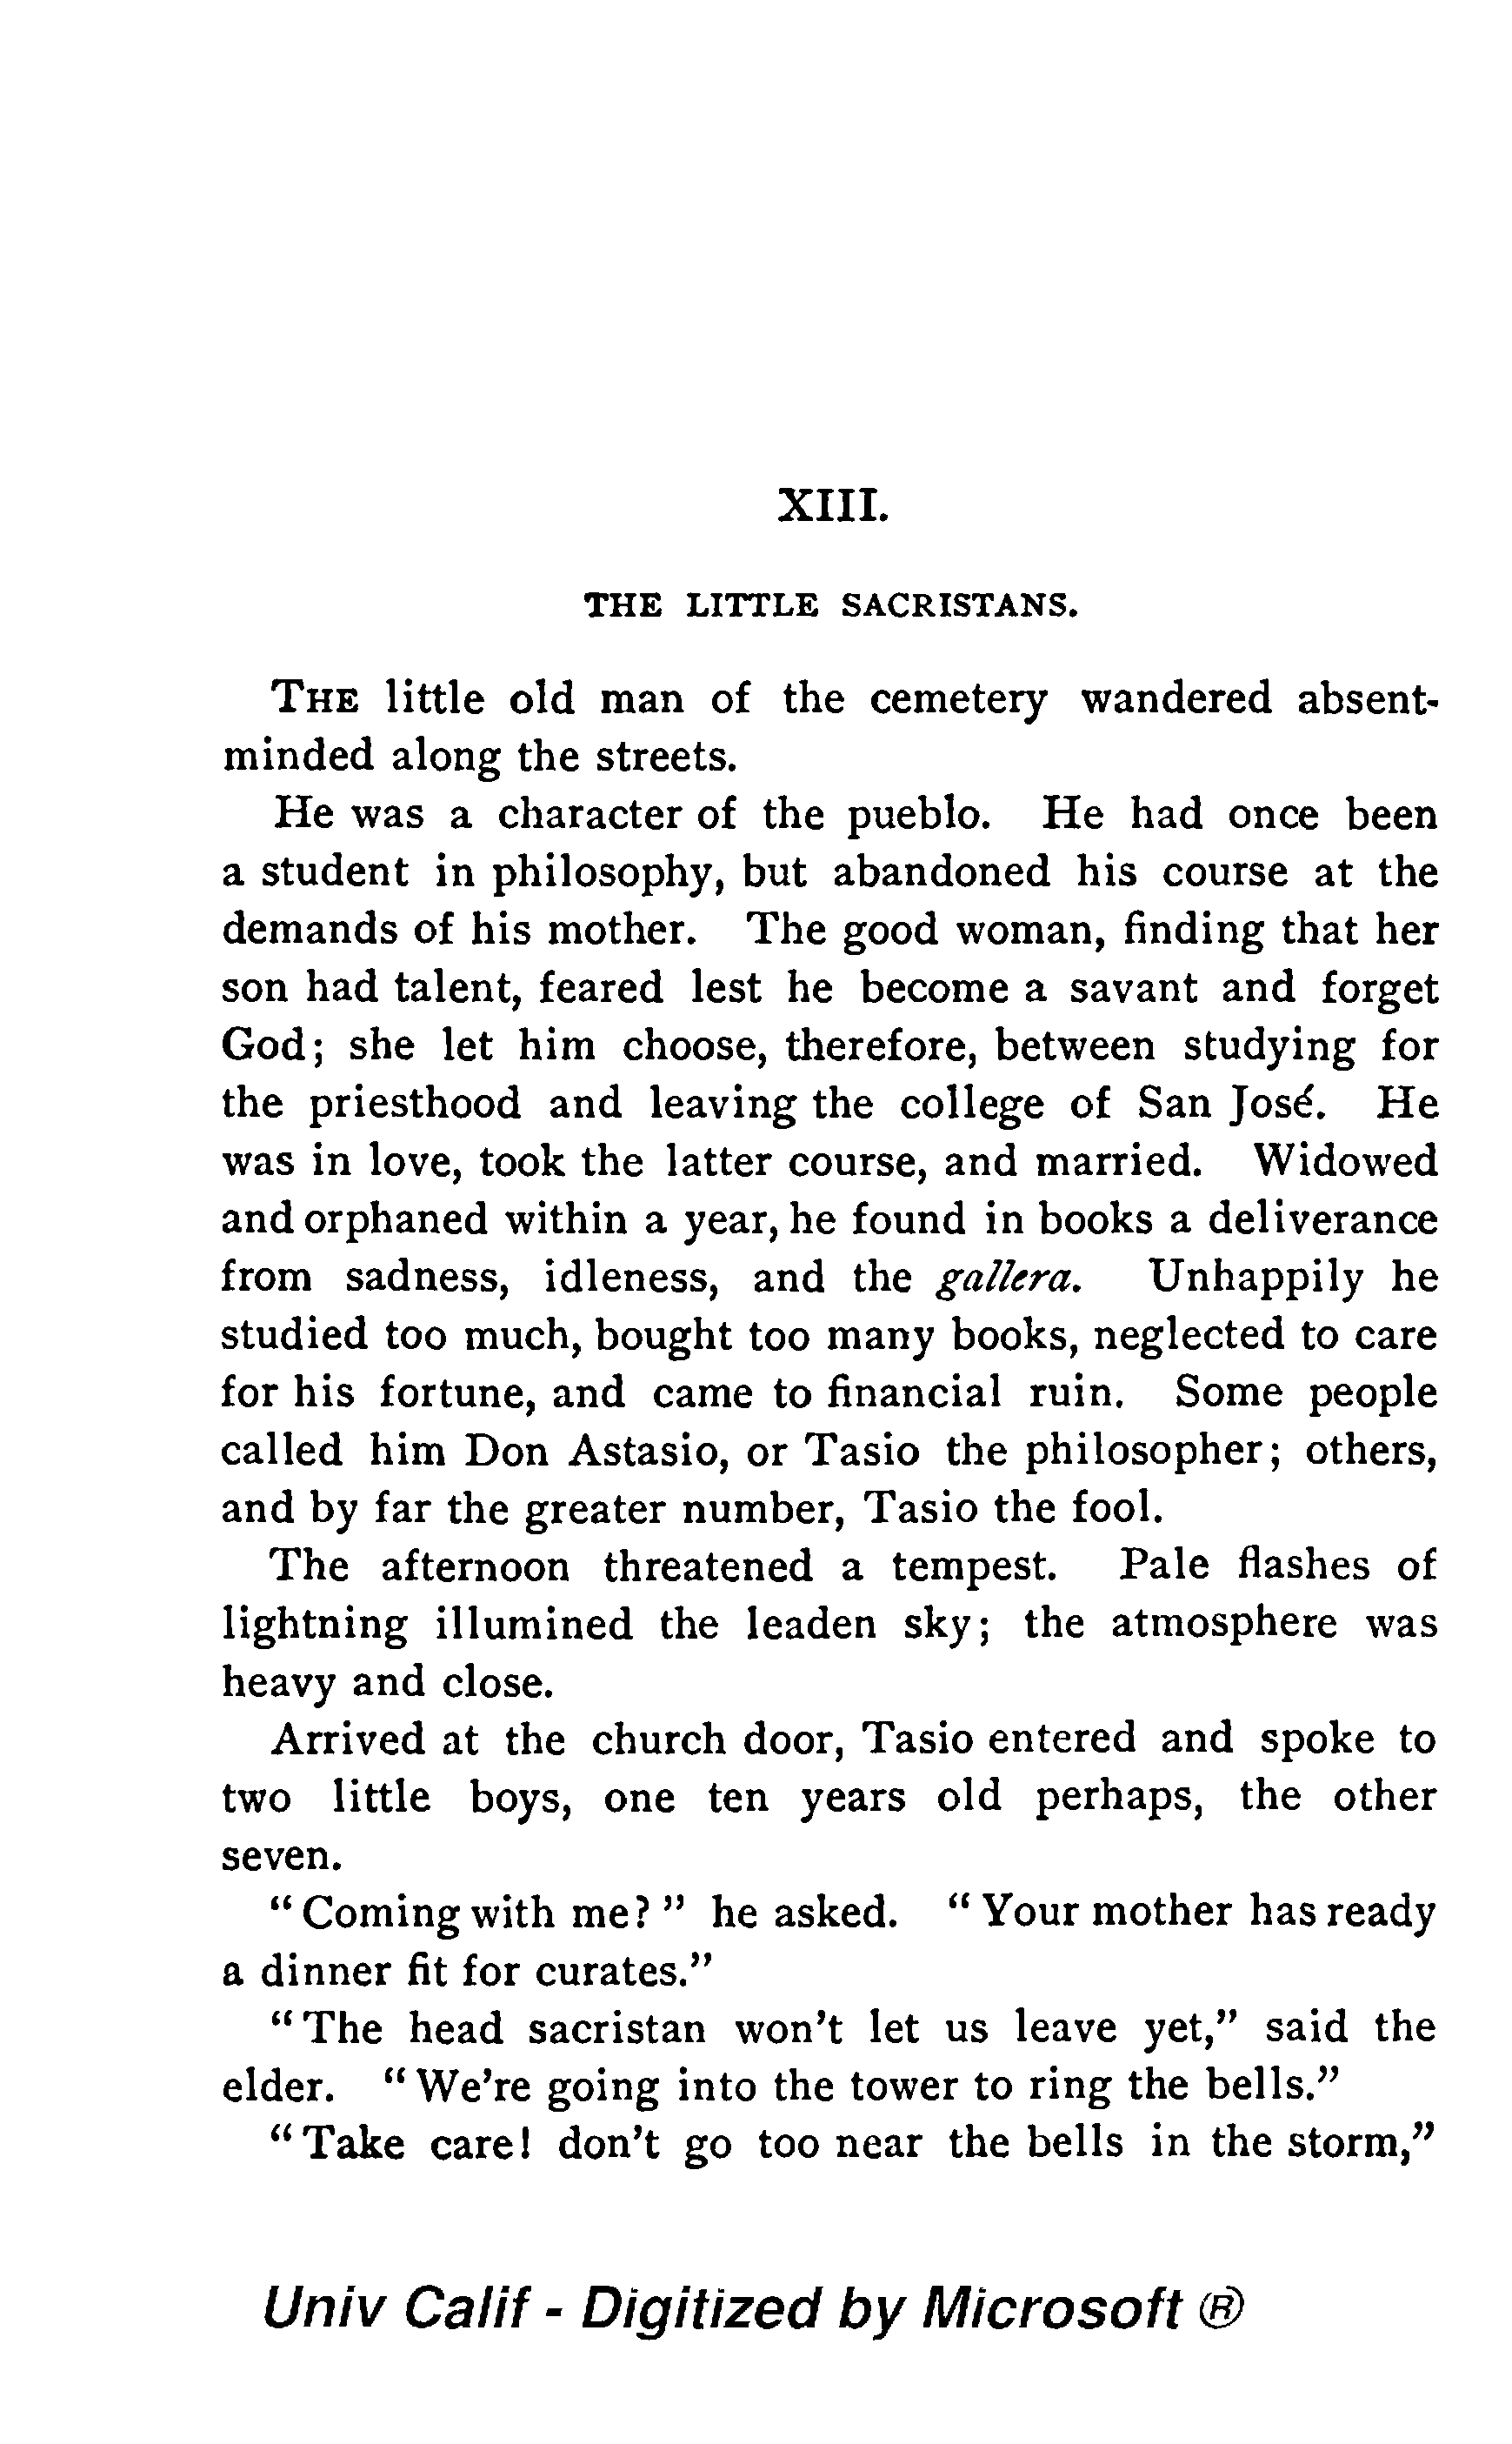 XIII.
THE LITTLE SACRISTANS.
THE little old man of the cemetery wandered absent-
minded along the streets.
He was a character of the pueblo. He had once been
a student in philosophy, but abandoned his course at the
demands of his mother. The good woman, finding that her
son had talent, feared lest he become a savant and forget
God; she let him choose, therefore, between studying for
the priesthood and leaving the college of San José. He
was in love, took the latter course, and married. Widowed
and orphaned within a year, he found in books a deliverance
from sadness, idleness, and the gallera. Unhappily he
studied too much, bought too many books, neglected to care
for his fortune, and came to financial ruin. Some people
called him Don Astasio, or Tasio the philosopher; others,
and by far the greater number, Tasio the fool.
The afternoon threatened a tempest. Pale flashes of
lightning illumined the leaden sky; the atmosphere was
heavy and close.
Arrived at the church door, Tasio entered and spoke to
two little boys, one ten years old perhaps, the other
seven.
"Coming with me?" he asked. "Your mother has ready
a dinner fit for curates."
"The head sacristan won't let us leave yet," said the
elder. "We're going into the tower to ring the bells."
"Take care! don't go too near the bells in the storm,"
Univ Calif - Digitized by Microsoft ®